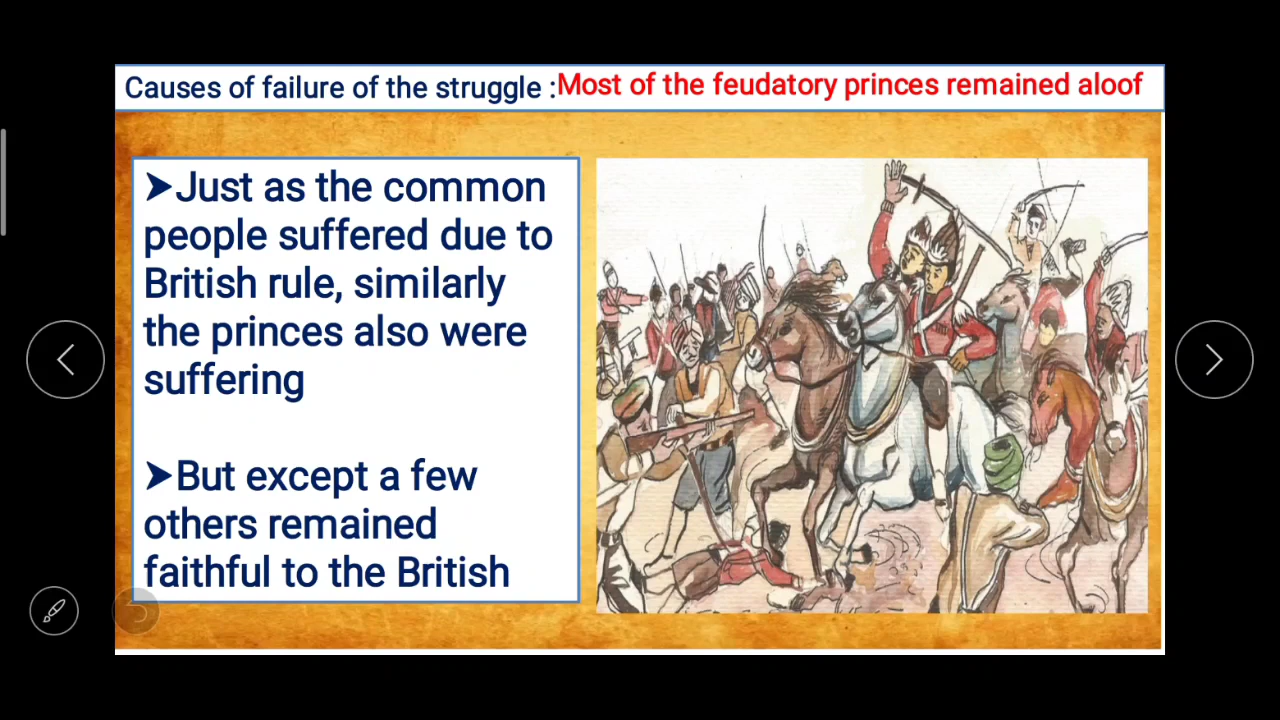 Causes of failure of the struggle :Most of the feudatory princes remained aloof
➤Just as the common
people suffered due to
British rule, similarly
the princes also were
suffering
➤But except a few
others remained
faithful to the British